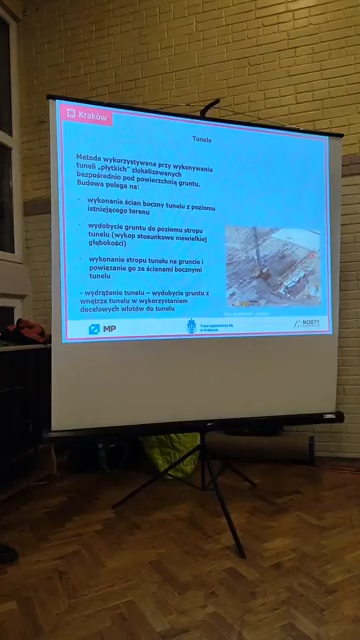 Kraków
Tunele
Metoda wykorzystywana przy wykonywaniu
tuneli „płytkich" zlokalizowanych
bezpośrednio pod powierzchnią gruntu.
Budowa polega na:
- wykonanie ścian boczny tunelu z poziomu
istniejącego terenu
- wydobycie gruntu do poziomu stropu
tunelu (wykop stosunkowo niewielkiej
głębokości)
- wykonanie stropu tunelu na gruncie i
powiązanie go ze ścianami bocznymi
tunelu
- wydrążenie tunelu – wydobycie gruntu z
wnętrza tunelu w wykorzystaniem
docelowych wlotów do tunelu
MP
w Krakowie
MOSTY